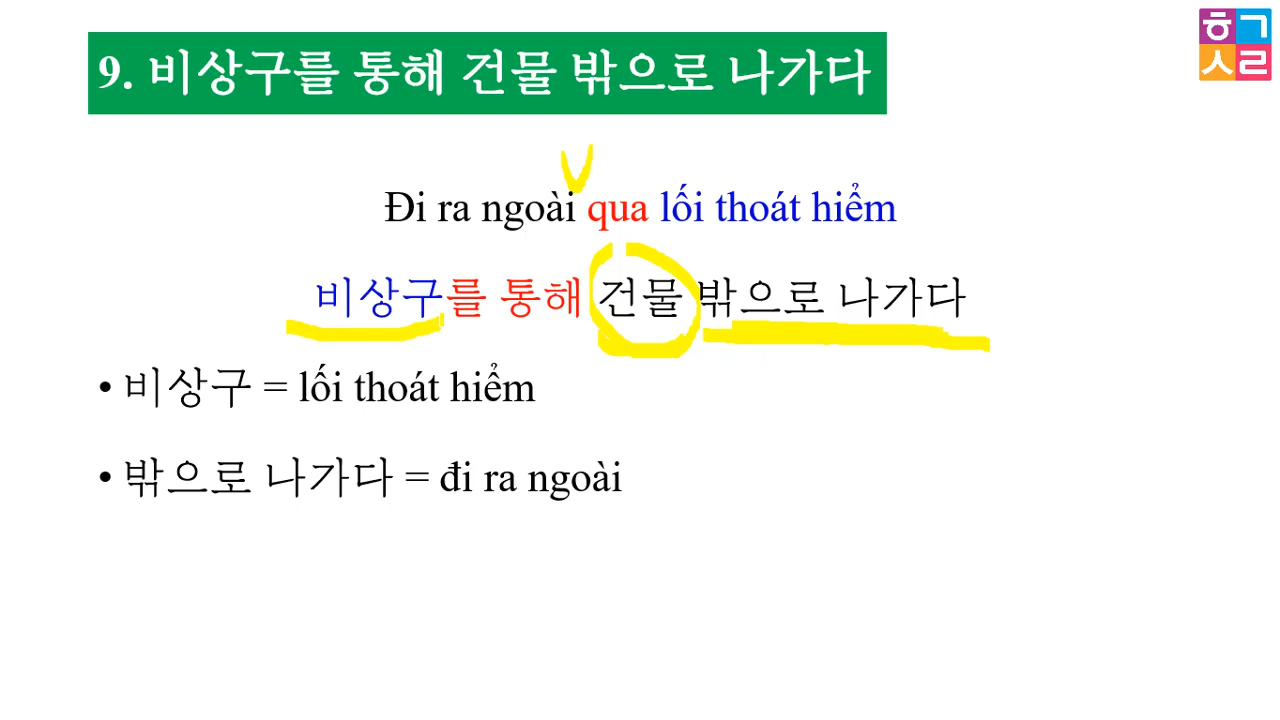 ㅎㄱ
ㅅㄹ
9. 비상구를 통해 건물 밖으로 나가다
Đi ra ngoài qua lối thoát hiểm
비상구를 통해 건물 밖으로 나가다
• 비상구 = lối thoát hiểm
• 밖으로 나가다 = đi ra ngoài